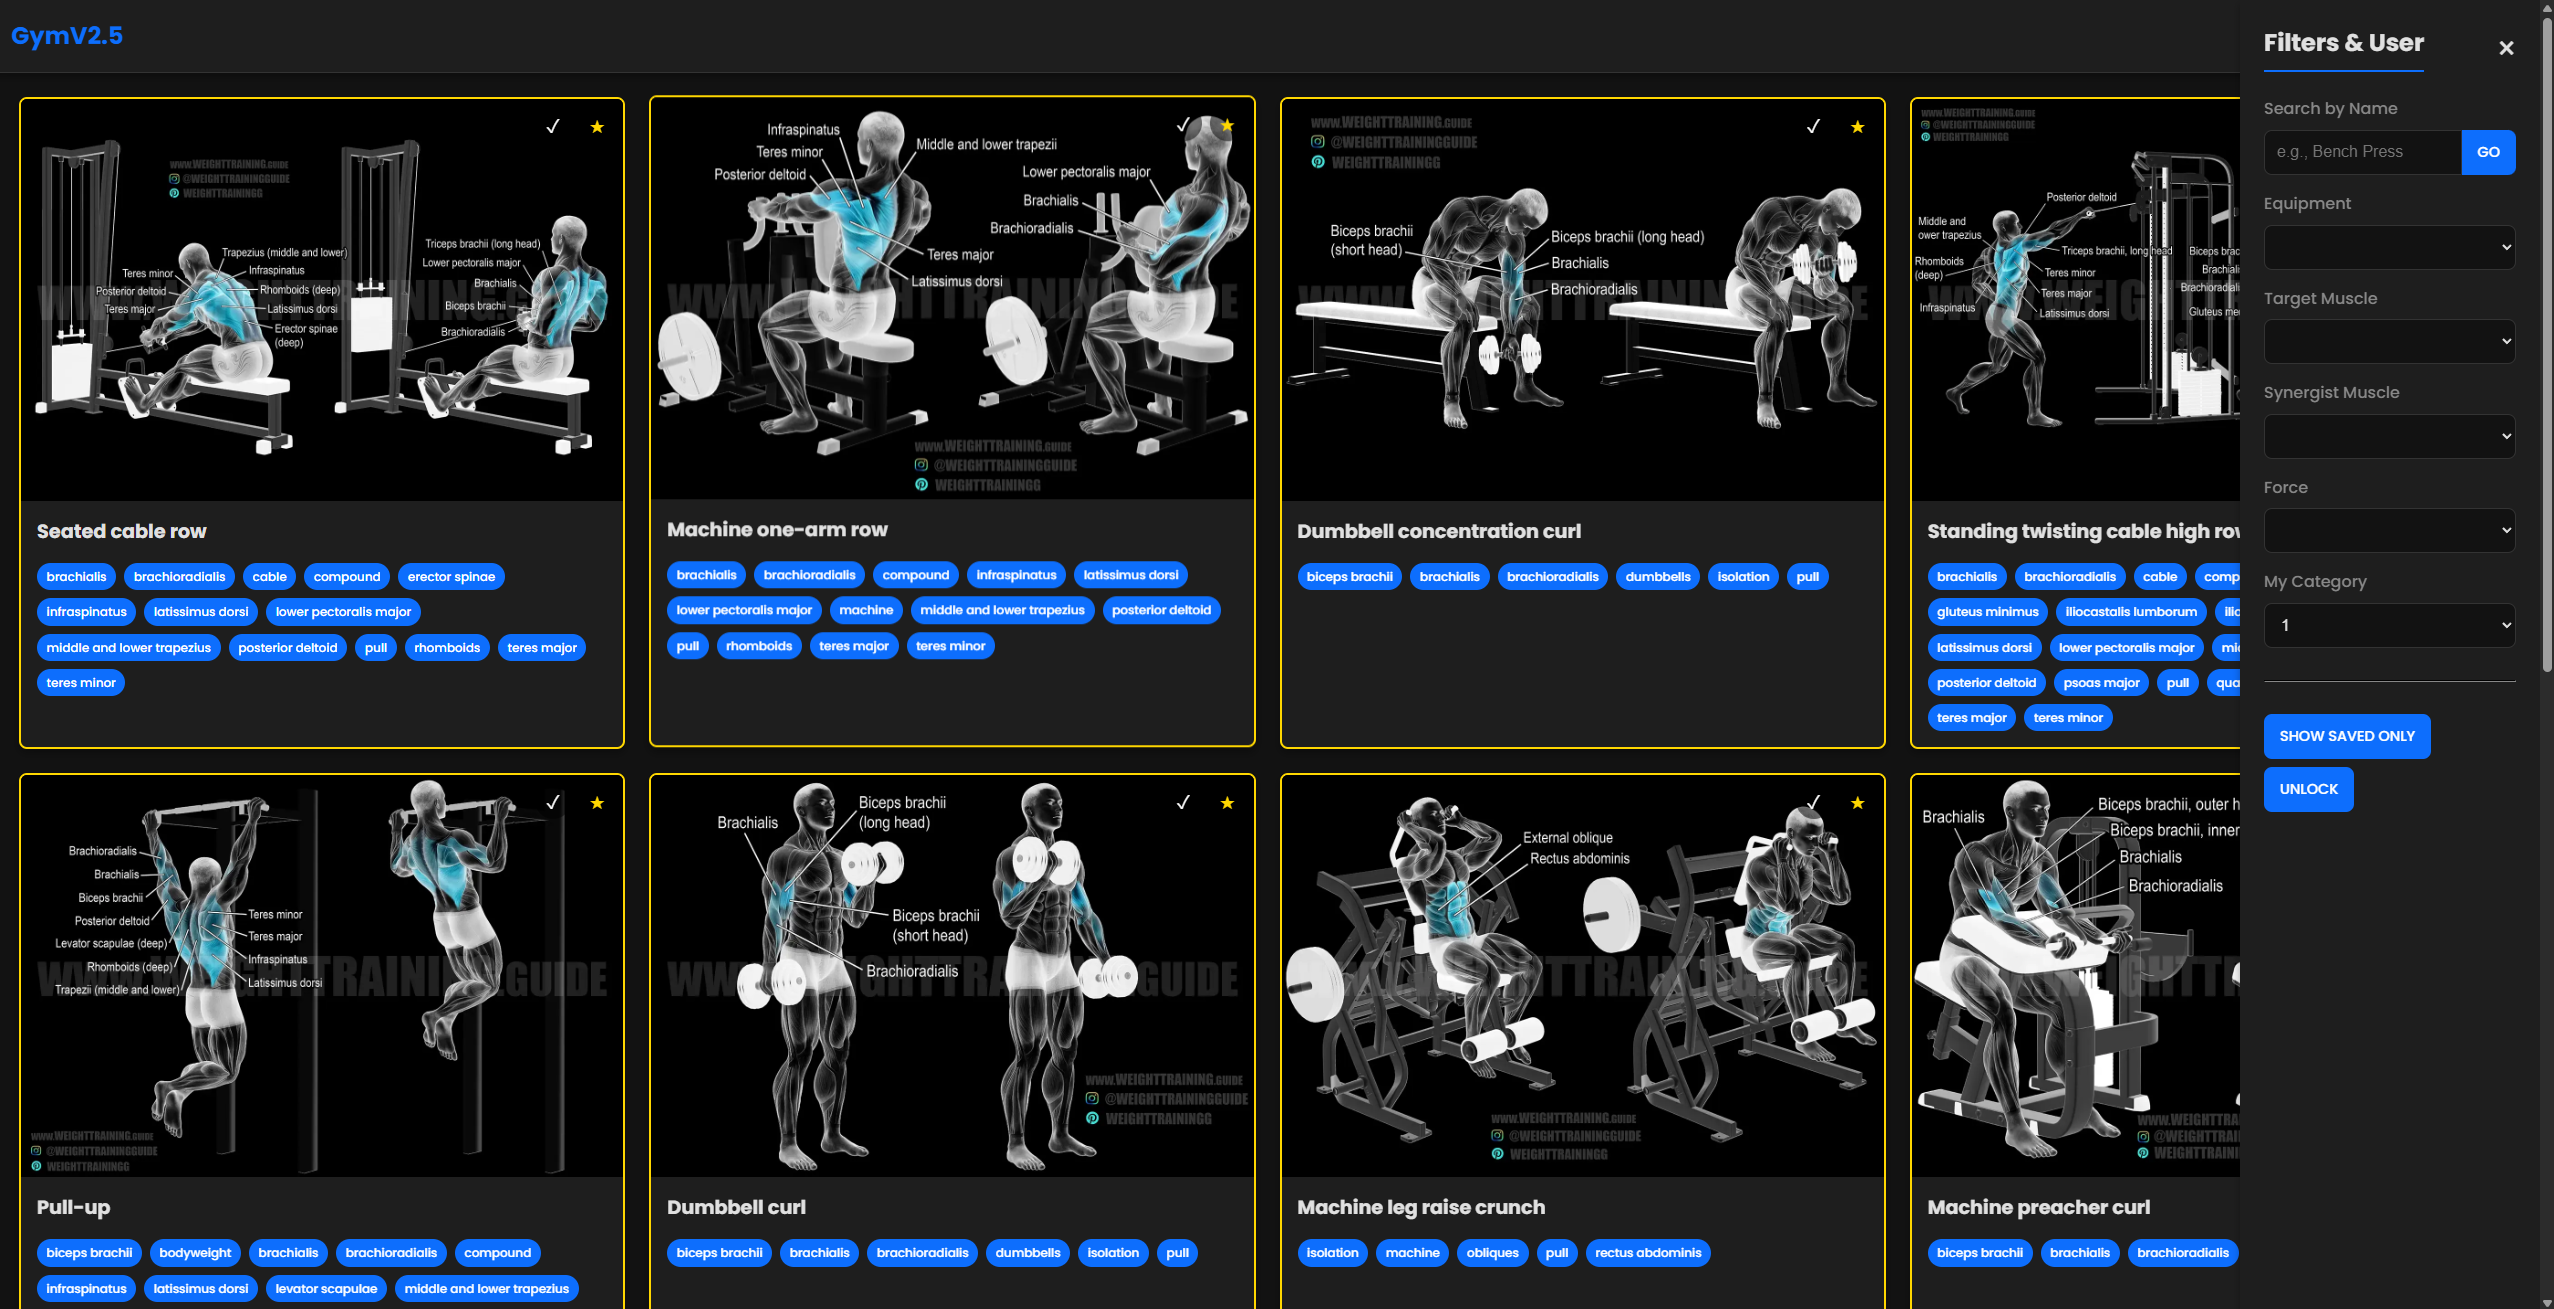 GymV2.5
Filters & User
×
Search by Name
e.g., Bench Press
GO
Equipment
Target Muscle
Synergist Muscle
Force
My Category
1
SHOW SAVED ONLY
UNLOCK
www.WEIGHTTRAINING.GUIDE
@WEIGHTTRAININGGUIDE
WEIGHTTRAININGG
Trapezius (middle and lower)
Infraspinatus
Teres minor
Rhomboids (deep)
Posterior deltoid
Latissimus dorsi
Teres major
Erector spinae
(deep)
Triceps brachii (long head)
Lower pectoralis major
Brachialis
Biceps brachii
Brachioradialis
Seated cable row
brachialis brachioradialis cable compound erector spinae
infraspinatus latissimus dorsi lower pectoralis major
middle and lower trapezius posterior deltoid pull rhomboids teres major
teres minor
Infraspinatus
Teres minor
Posterior deltoid
Middle and lower trapezii
Lower pectoralis major
Brachialis
Brachioradialis
Teres major
Latissimus dorsi
www.WEIGHTTRAINING.GUIDE
@WEIGHTTRAININGGUIDE
WEIGHTTRAININGG
Machine one-arm row
brachialis brachioradialis compound infraspinatus latissimus dorsi
lower pectoralis major machine middle and lower trapezius posterior deltoid
pull rhomboids teres major teres minor
www.WEIGHTTRAINING.GUIDE
@WEIGHTTRAININGGUIDE
WEIGHTTRAININGG
Biceps brachii
(short head)
Biceps brachii (long head)
Brachialis
Brachioradialis
Dumbbell concentration curl
biceps brachii brachialis brachioradialis dumbbells isolation pull
www.WEIGHTTRAINING.GUIDE
@WEIGHTTRAININGGUIDE
WEIGHTTRAININGG
Posterior deltoid
Middle and
ower trapezius
Triceps brachii, long head
Rhomboids
(deep)
Teres minor
Teres major
Infraspinatus
Latissimus dorsi
Biceps brac
Brachiali
Brachioradiali
Gluteus me
Standing twisting cable high row
brachialis brachioradialis cable comp
gluteus minimus iliocastalis lumborum ilio
latissimus dorsi lower pectoralis major mid
posterior deltoid psoas major pull qua
teres major teres minor
Brachioradialis
Brachialis
Biceps brachii
Posterior deltoid
Levator scapulae (deep)
Rhomboids (deep)
Trapezii (middle and lower)
Teres minor
Teres major
Infraspinatus
Latissimus dorsi
www.WEIGHTTRAINING.GUIDE
@WEIGHTTRAININGGUIDE
WEIGHTTRAININGG
Pull-up
biceps brachii bodyweight brachialis brachioradialis compound
infraspinatus latissimus dorsi levator scapulae middle and lower trapezius
Brachialis
Biceps brachii
(long head)
Biceps brachii
(short head)
Brachioradialis
www.WEIGHTTRAINING.GUIDE
@WEIGHTTRAININGGUIDE
WEIGHTTRAININGG
Dumbbell curl
biceps brachii brachialis brachioradialis dumbbells isolation pull
External oblique
Rectus abdominis
www.WEIGHTTRAINING.GUIDE
@WEIGHTTRAININGGUIDE
WEIGHTTRAININGG
Machine leg raise crunch
isolation machine obliques pull rectus abdominis
Brachialis
Biceps brachii, outer h
Biceps brachii, inner
Brachialis
Brachioradialis
www.WEIGHTTRA
@WEIGHTTRAI
WEIGHTTRAINI
Machine preacher curl
biceps brachii brachialis brachioradialis